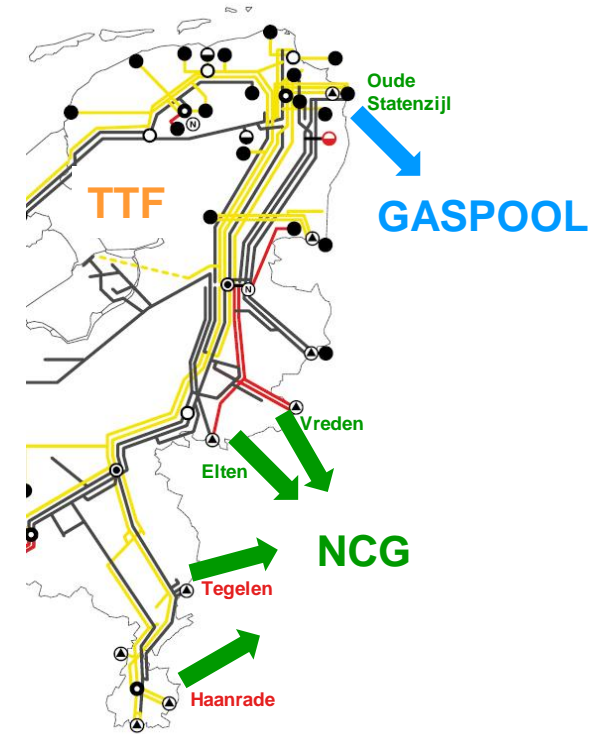 Oude
Statenzijl
TTF
GASPOOL
N
N
Vreden
Elten
NCG
Tegelen
Haanrade